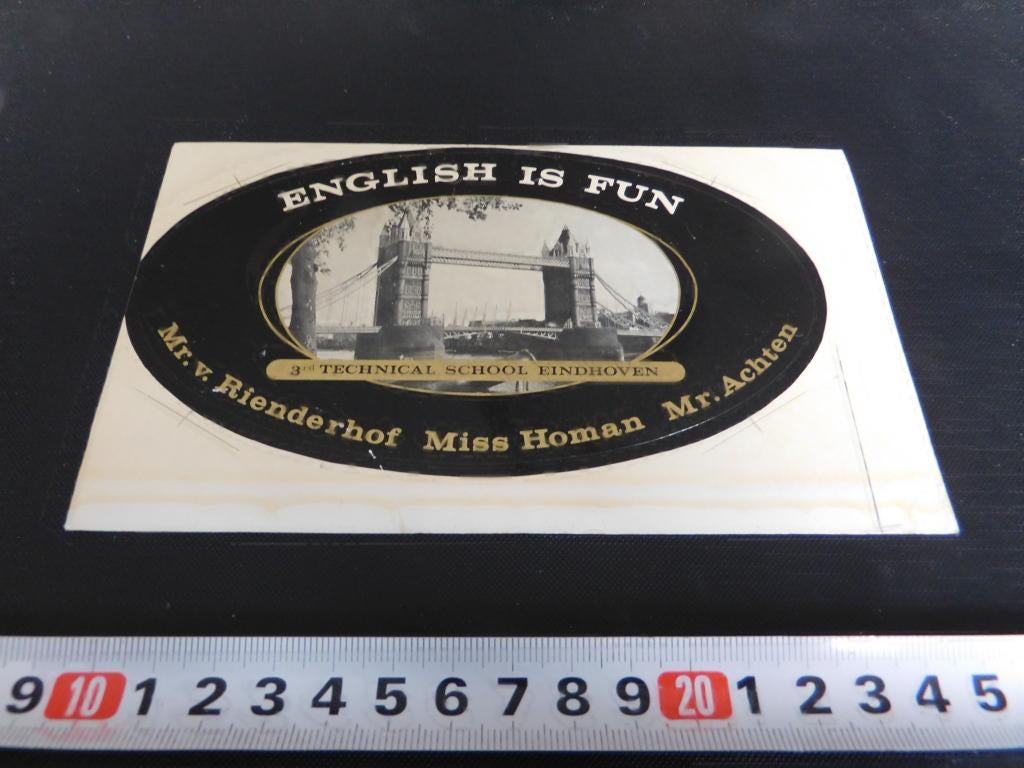 ENGLISH IS FUN
3rd TECHNICAL SCHOOL EINDHOVEN
Mr. v. Rienderhof Miss Homan Mr. Achten
9 10 1 2 3 4 5 6 7 8 9 20 1 2 3 4 5